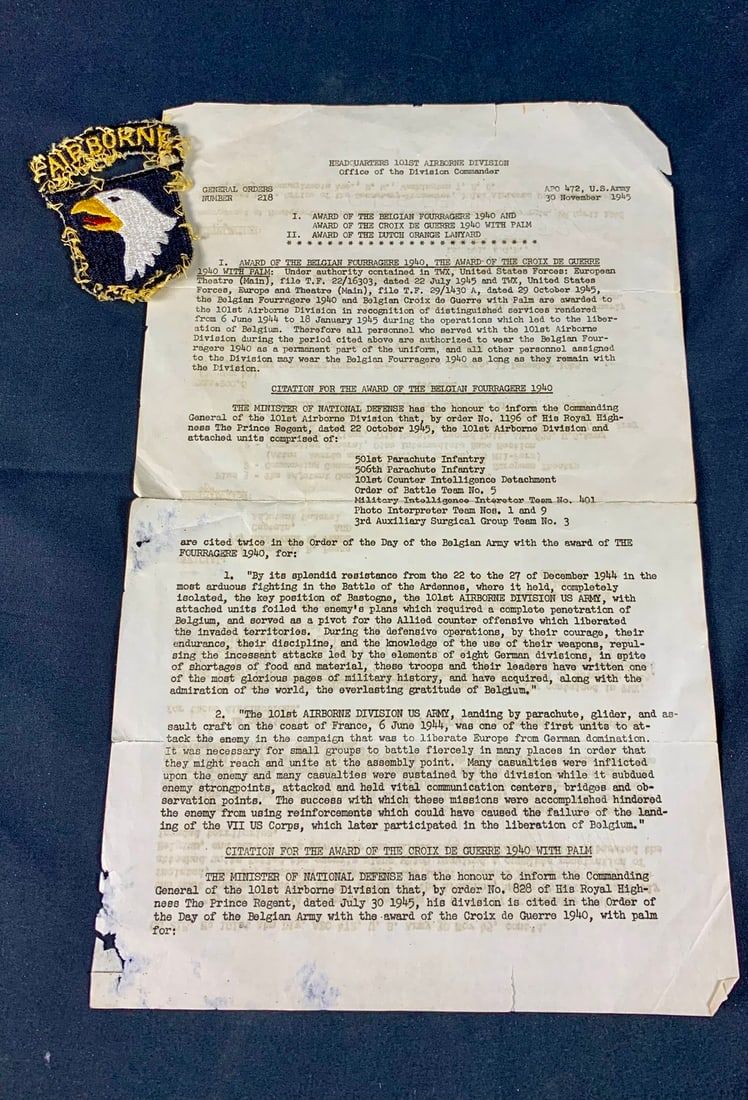 AIRBORNE
HEADQUARTERS 101ST AIRBORNE DIVISION
Office of the Division Commander
GENERAL ORDERS APO 472, U.S.Army
NUMBER 218 30 November 1945
I. AWARD OF THE BELGIAN FOURRAGERE 1940 AND
AWARD OF THE CROIX DE GUERRE 1940 WITH PALM
II. AWARD OF THE DUTCH ORANGE LANYARD
* * * * * * * * * * * * * * * * * * * * * * * * *
I. AWARD OF THE BELGIAN FOURRAGERE 1940, THE AWARD OF THE CROIX DE GUERRE
1940 WITH PALM: Under authority contained in TWX, United States Forces: European
Theatre (Main), file T.F. 22/16303, dated 22 July 1945 and TWX, United States
Forces, Europe and Theatre (Main), file T.F. 29/1430 A, dated 29 October 1945,
the Belgian Fourragere 1940 and Belgian Croix de Guerre with Palm are awarded to
the 101st Airborne Division in recognition of distinguished services rendered
from 6 June 1944 to 18 January 1945 during the operations which led to the liber-
ation of Belgium. Therefore all personnel who served with the 101st Airborne
Division during the period cited above are authorized to wear the Belgian Four-
ragere 1940 as a permanent part of the uniform, and all other personnel assigned
to the Division may wear the Belgian Fourragere 1940 as long as they remain with
the Division.
CITATION FOR THE AWARD OF THE BELGIAN FOURRAGERE 1940
THE MINISTER OF NATIONAL DEFENSE has the honour to inform the Commanding
General of the 101st Airborne Division that, by order No. 1196 of His Royal High-
ness The Prince Regent, dated 22 October 1945, the 101st Airborne Division and
attached units comprised of:
501st Parachute Infantry
506th Parachute Infantry
101st Counter Intelligence Detachment
Order of Battle Team No. 5
Military Intelligence Interetor Team No. 401
Photo Interpreter Team Nos. 1 and 9
3rd Auxiliary Surgical Group Team No. 3
are cited twice in the Order of the Day of the Belgian Army with the award of THE
FOURRAGERE 1940, for:
1. "By its splendid resistance from the 22 to the 27 of December 1944 in the
most arduous fighting in the Battle of the Ardennes, where it held, completely
isolated, the key position of Bastogne, the 101st AIRBORNE DIVISION US ARMY, with
attached units foiled the enemy's plans which required a complete penetration of
Belgium, and served as a pivot for the Allied counter offensive which liberated
the invaded territories. During the defensive operations, by their courage, their
endurance, their discipline, and the knowledge of the use of their weapons, repul-
sing the incessant attacks led by the elements of eight German divisions, in spite
of shortages of food and material, these troops and their leaders have written one
of the most glorious pages of military history, and have acquired, along with the
admiration of the world, the everlasting gratitude of Belgium."
2. "The 101st AIRBORNE DIVISION US ARMY, landing by parachute, glider, and as-
sault craft on the coast of France, 6 June 1944, was one of the first units to at-
tack the enemy in the campaign that was to liberate Europe from German domination.
It was necessary for small groups to battle fiercely in many places in order that
they might reach and unite at the assembly point. Many casualties were inflicted
upon the enemy and many casualties were sustained by the division while it subdued
enemy strongpoints, attacked and held vital communication centers, bridges and ob-
servation points. The success with which these missions were accomplished hindered
the enemy from using reinforcements which could have caused the failure of the land-
ing of the VII US Corps, which later participated in the liberation of Belgium."
CITATION FOR THE AWARD OF THE CROIX DE GUERRE 1940 WITH PALM
THE MINISTER OF NATIONAL DEFENSE has the honour to inform the Commanding
General of the 101st Airborne Division that, by order No. 828 of His Royal High-
ness The Prince Regent, dated July 30 1945, his division is cited in the Order of
the Day of the Belgian Army with the award of the Croix de Guerre 1940, with palm
for: